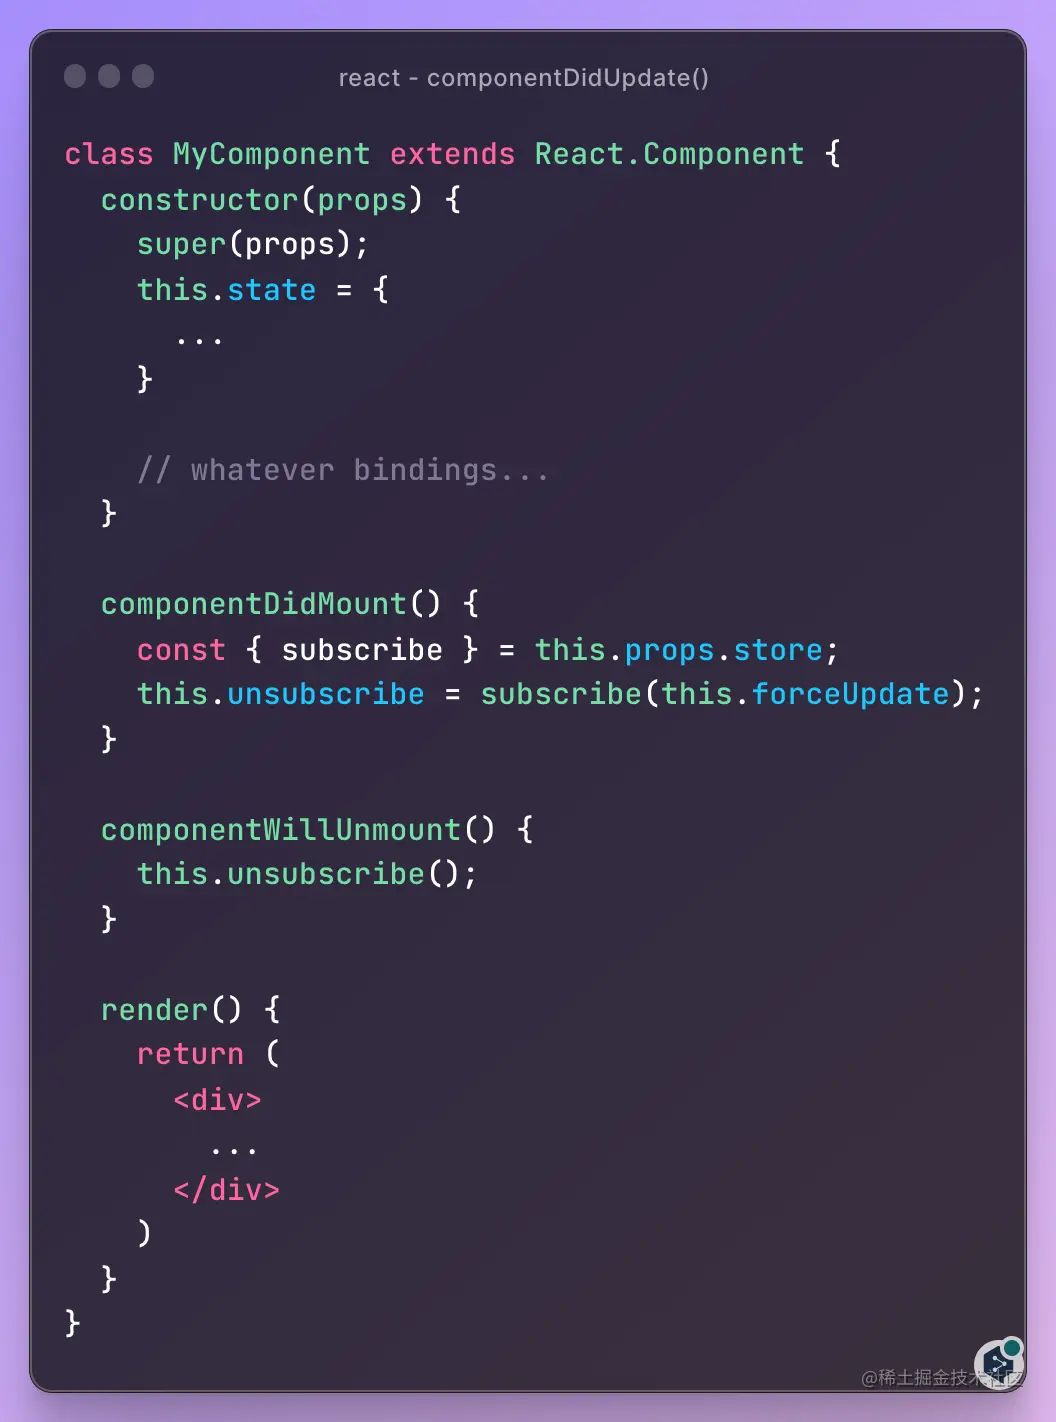 react - componentDidUpdate()
class MyComponent extends React.Component {
constructor(props) {
super(props);
this.state = {
...
}
// whatever bindings...
}
componentDidMount() {
const { subscribe } = this.props.store;
this.unsubscribe = subscribe(this.forceUpdate);
}
componentWillUnmount() {
this.unsubscribe();
}
render() {
return (
<div>
...
</div>
)
}
}
@稀土掘金技术社区